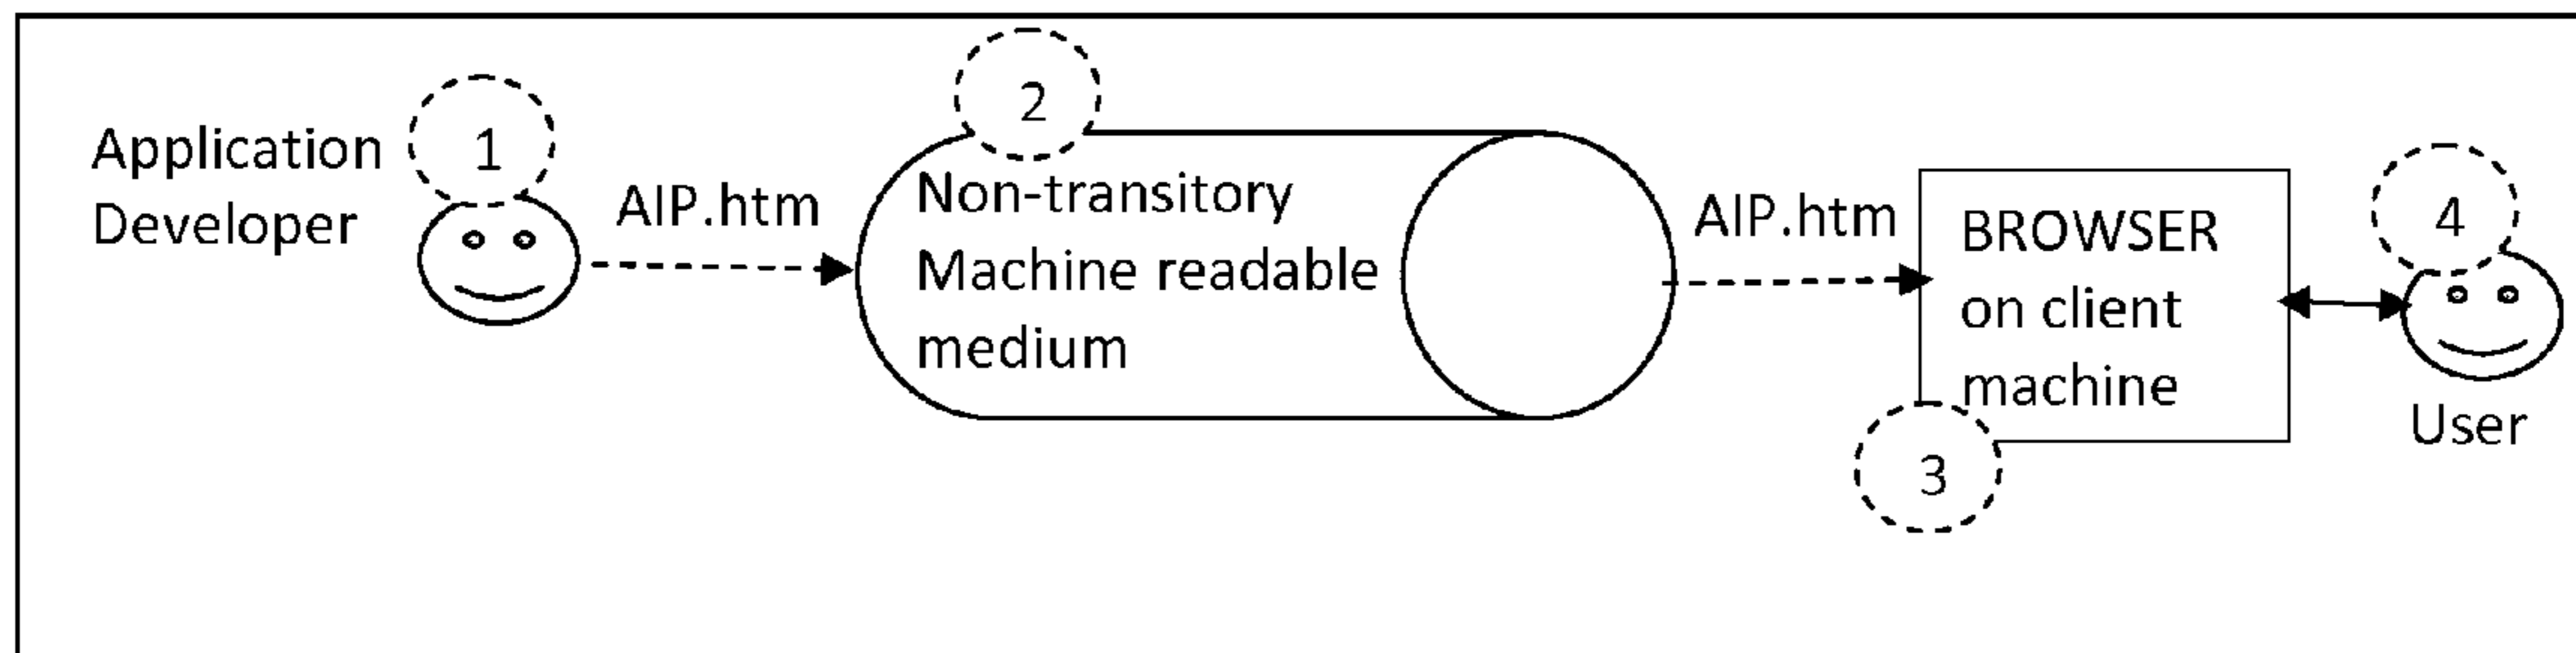 Application
Developer
1
AIP.htm
2
Non-transitory
Machine readable
medium
AIP.htm
BROWSER
on client
machine
3
4
User